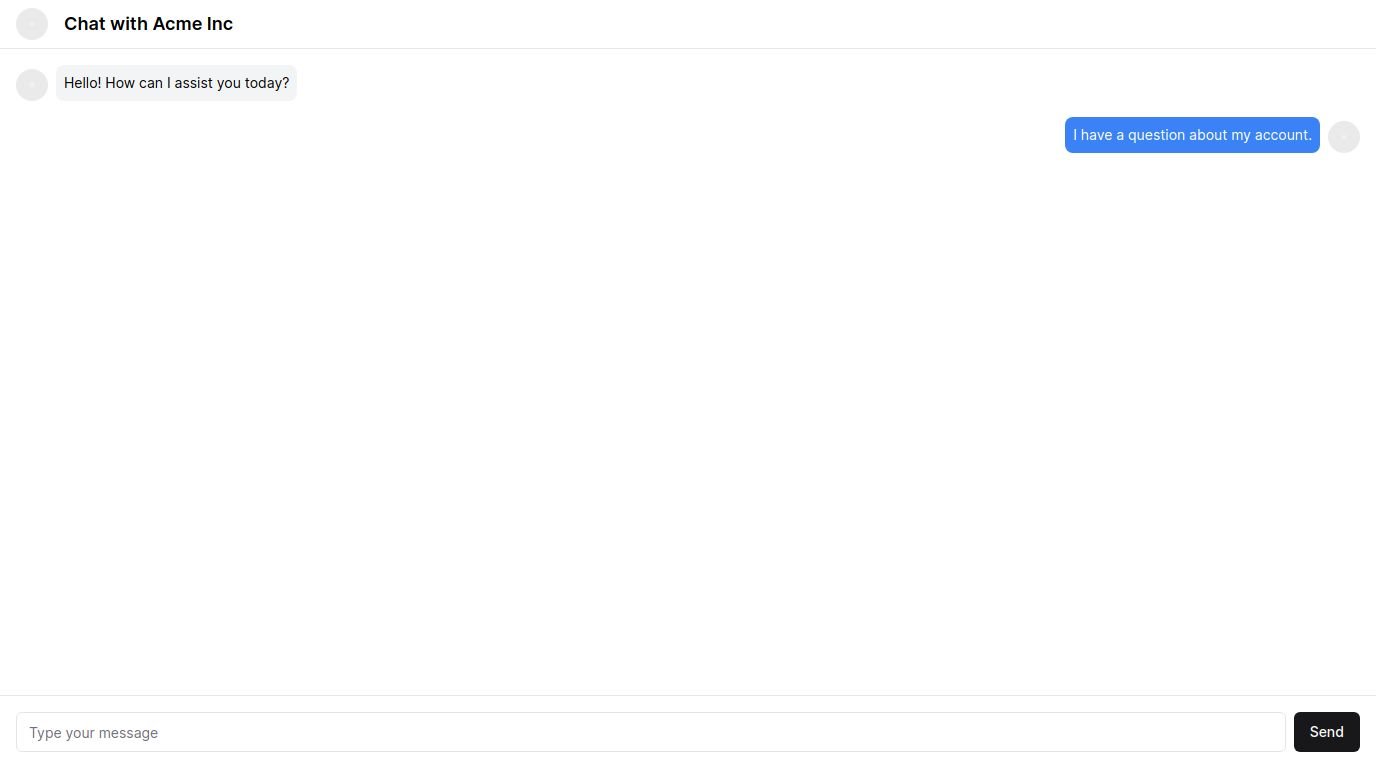 Chat with Acme Inc
Hello! How can I assist you today?
I have a question about my account.
Type your message
Send